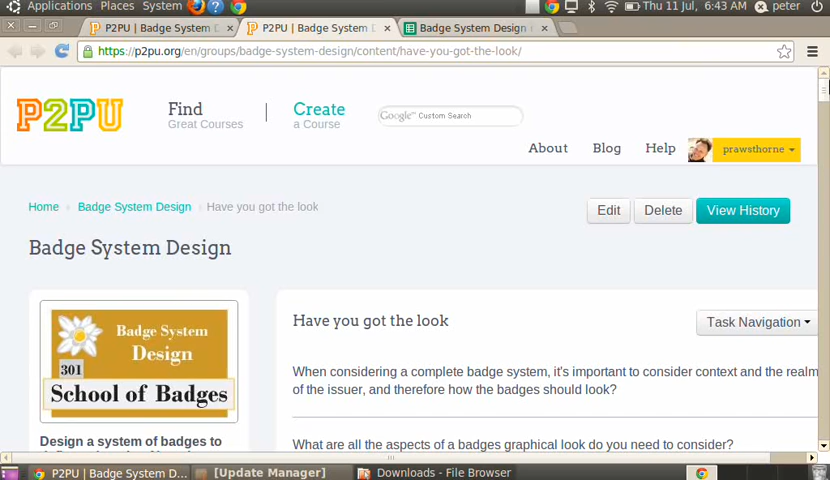 Applications Places System Thu 11 Jul, 6:43 AM peter
P2PU | Badge System D
P2PU | Badge System D
Badge System Design
https://p2pu.org/en/groups/badge-system-design/content/have-you-got-the-look/
P2PU
Find
Great Courses
Create
a Course
Google™ Custom Search
About Blog Help prawsthorne
Home Badge System Design Have you got the look
Edit Delete View History
Badge System Design
Badge System
Design
301
School of Badges
Design a system of badges to
Have you got the look
Task Navigation
When considering a complete badge system, it's important to consider context and the realm
of the issuer, and therefore how the badges should look?
What are all the aspects of a badges graphical look do you need to consider?
P2PU | Badge System D... [Update Manager] Downloads - File Browser